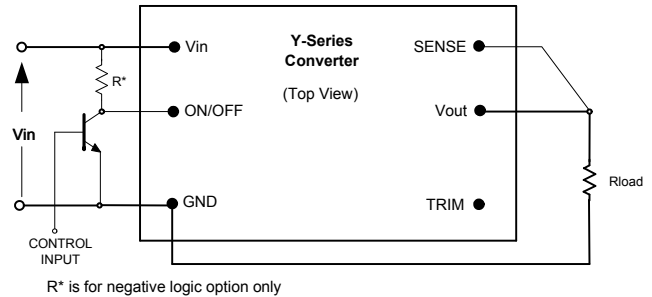 Y-Series
Converter
(Top View)
Vin
SENSE
R*
ON/OFF
Vout
Vin
GND
TRIM
Rload
CONTROL
INPUT
R* is for negative logic option only